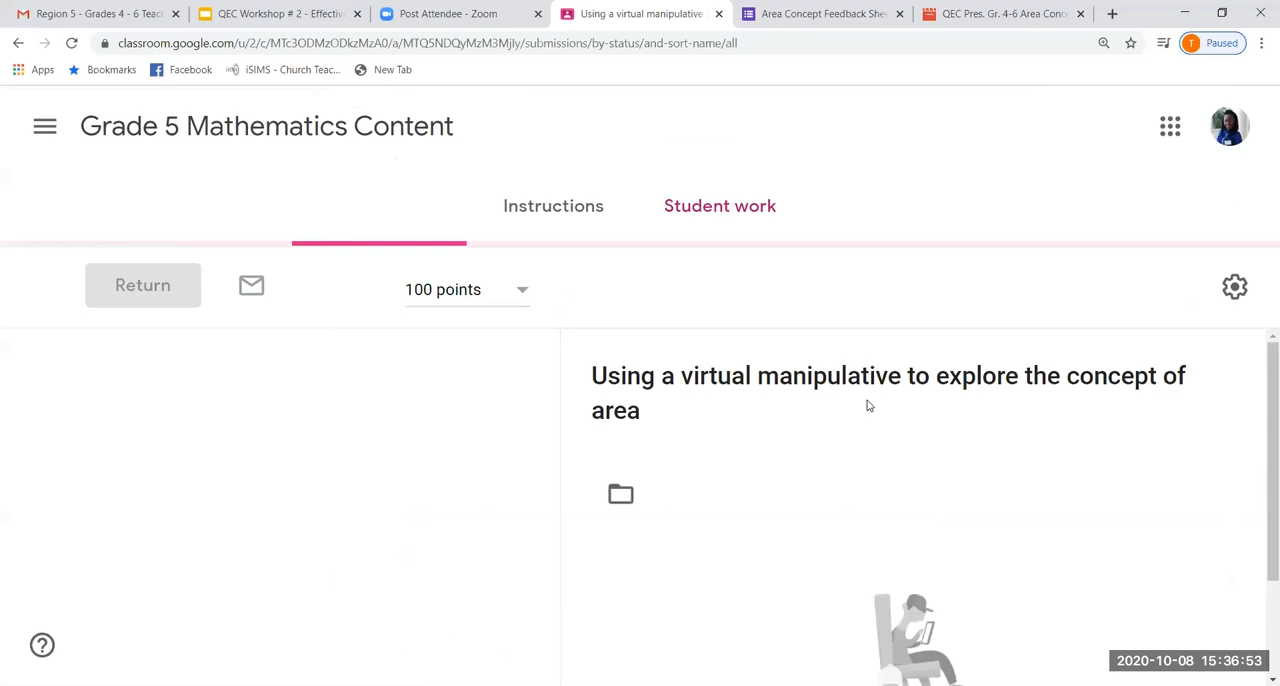 Region 5 - Grades 4 - 6 Teac
QEC Workshop # 2 - Effectiv
Post Attendee - Zoom
Using a virtual manipulative
Area Concept Feedback Shee
QEC Pres. Gr. 4-6 Area Conce
classroom.google.com/u/2/c/MTc3ODMzODkzMzA0/a/MTQ5NDQyMzM3Mjly/submissions/by-status/and-sort-name/all
T Paused
Apps
Bookmarks
Facebook
iSIMS - Church Teac...
New Tab
Grade 5 Mathematics Content
Instructions
Student work
Return
100 points
Using a virtual manipulative to explore the concept of
area
2020-10-08 15:36:53